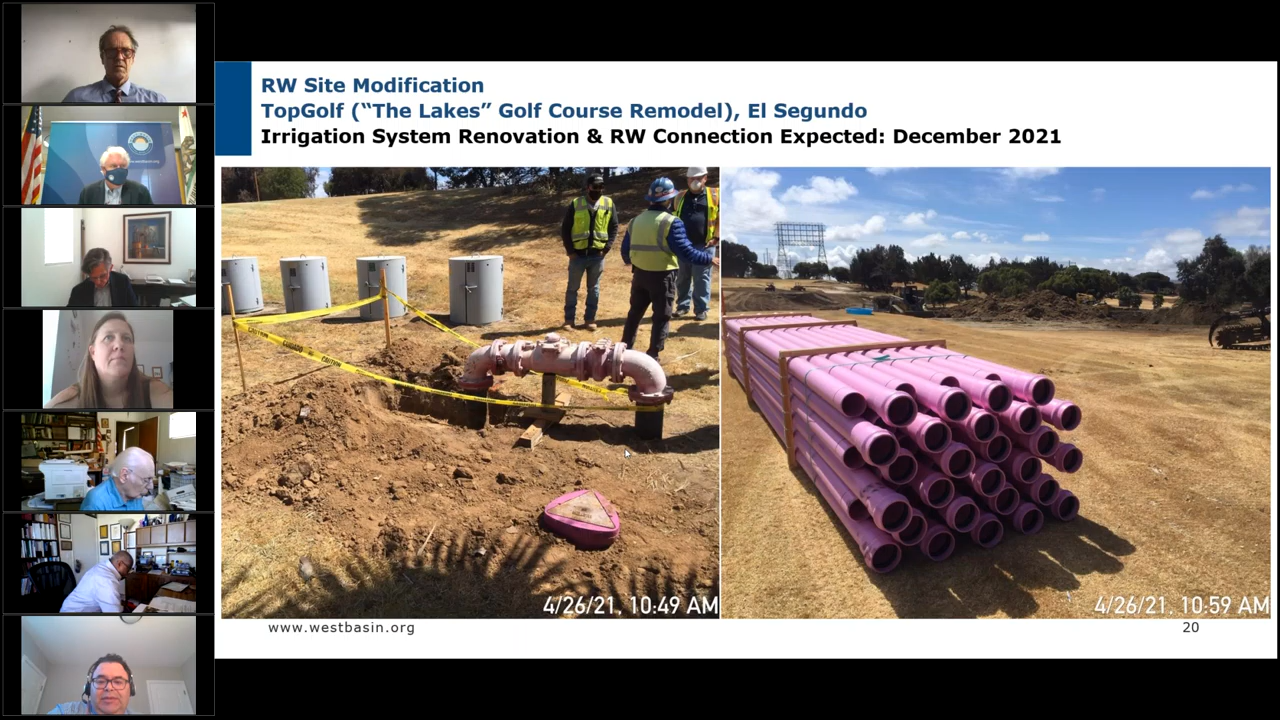 RW Site Modification
TopGolf (“The Lakes” Golf Course Remodel), El Segundo
Irrigation System Renovation & RW Connection Expected: December 2021
4/26/21, 10:49 AM
4/26/21, 10:59 AM
www.westbasin.org
20